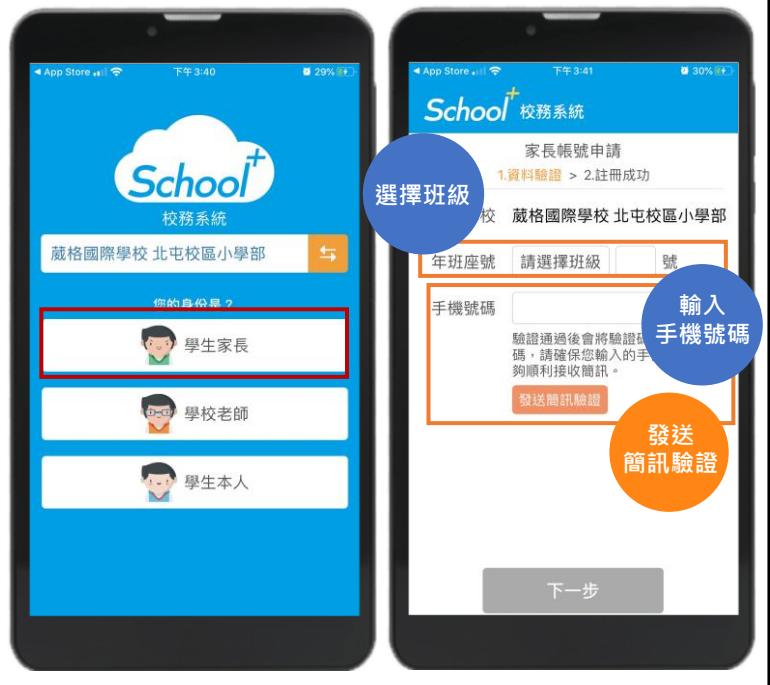 App Store 下午3:40 29%
School+
校務系統
葳格國際學校 北屯校區小學部
您的身份是?
學生家長
學校老師
學生本人
App Store 下午3:41 30%
School+ 校務系統
家長帳號申請
1.資料驗證 > 2.註冊成功
選擇班級
校 葳格國際學校 北屯校區小學部
年班座號 請選擇班級 號
手機號碼
輸入
手機號碼
驗證通過後會將驗證
碼,請確保您輸入的手
夠順利接收簡訊。
發送簡訊驗證
發送
簡訊驗證
下一步